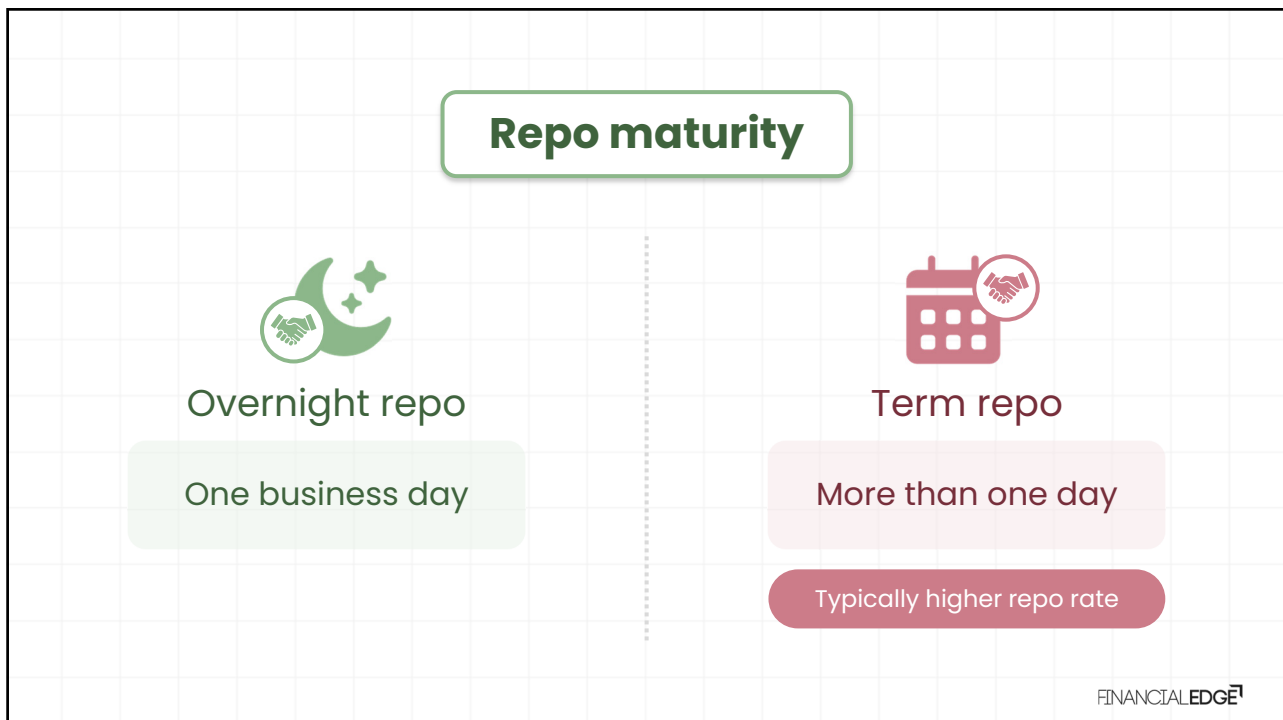 Repo maturity
Overnight repo
One business day
Term repo
More than one day
Typically higher repo rate
FINANCIALEDGE